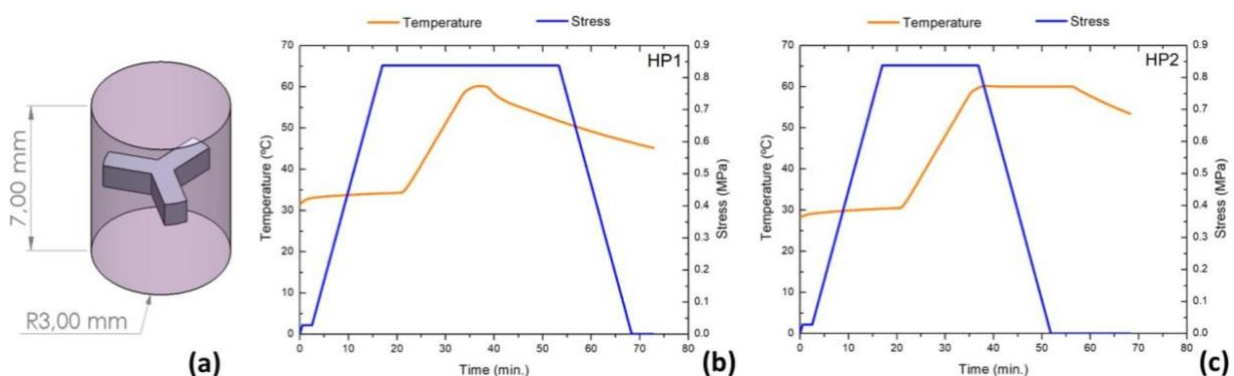 7,00 mm
R3,00 mm
(a)
Temperature Stress
HP1
Temperature (ºC)
70
60
50
40
30
20
10
0
Stress (MPa)
0.9
0.8
0.7
0.6
0.5
0.4
0.3
0.2
0.1
0.0
0 10 20 30 40 50 60 70 80
Time (min.)
(b)
Temperature Stress
HP2
Temperature (ºC)
70
60
50
40
30
20
10
0
Stress (MPa)
0.9
0.8
0.7
0.6
0.5
0.4
0.3
0.2
0.1
0.0
0 10 20 30 40 50 60 70 80
Time (min.)
(c)